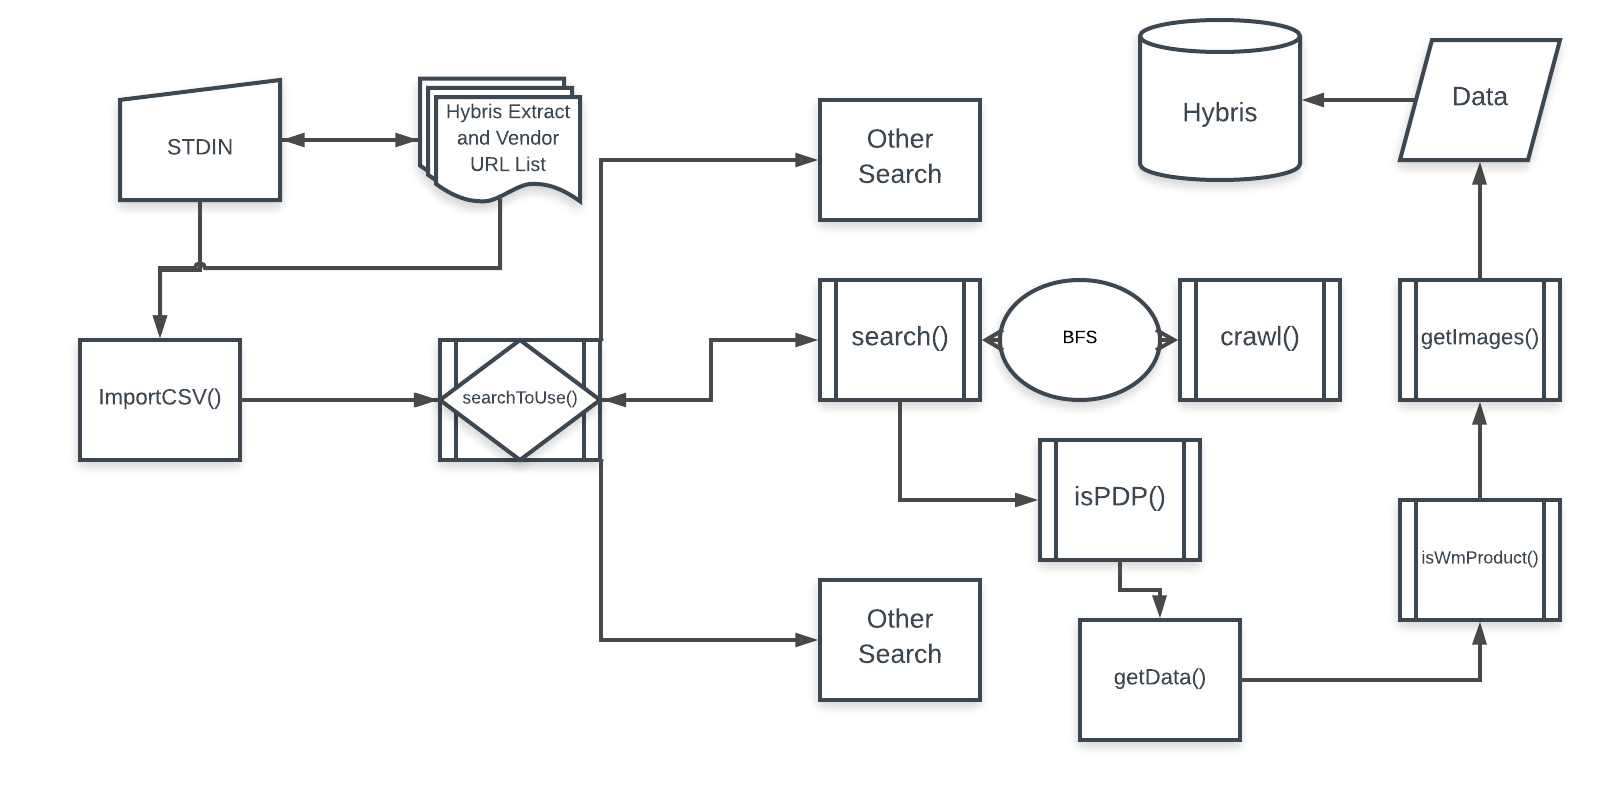 STDIN
Hybris Extract
and Vendor
URL List
Other
Search
Hybris
Data
ImportCSV()
searchToUse()
search()
BFS
crawl()
getImages()
isPDP()
isWmProduct()
Other
Search
getData()